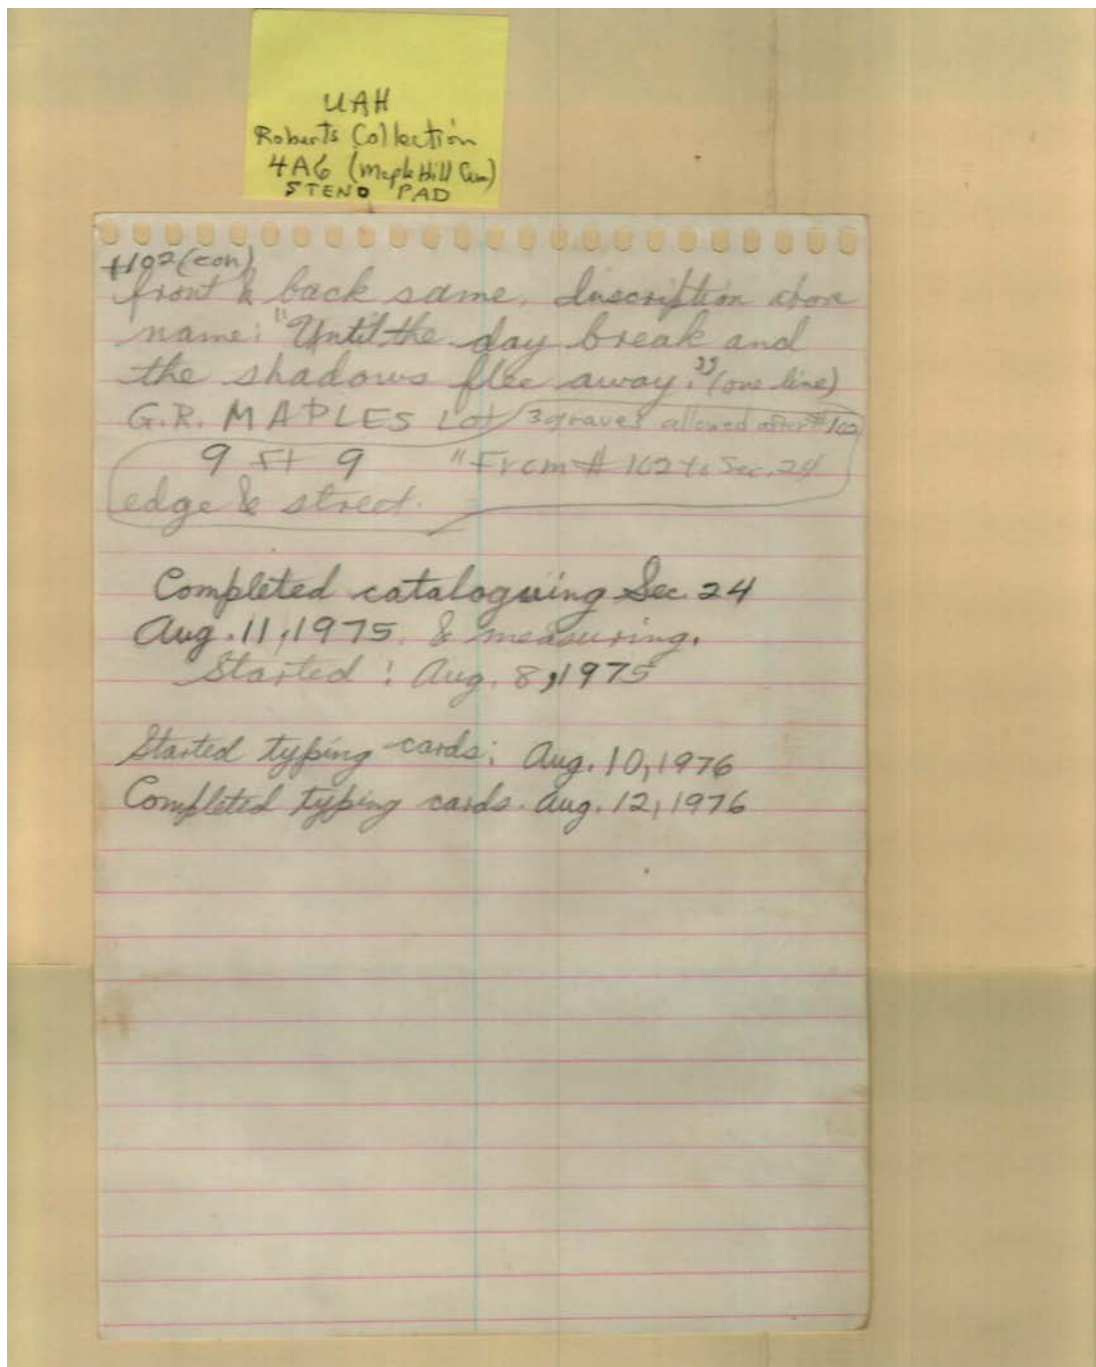 UAH
Roberts Collection
4A6 (Maple Hill Cem)
STENO PAD
#102 (con)
front & back same. Inscription above
name: "Until the day break and
the shadows flee away." (one line)
G.R. MAPLES Lot 3 graves allowed after #102
9 ft 9 " From # 102 to Sec. 24
edge & street.
Completed cataloguing Sec. 24
Aug. 11, 1975. & measuring.
Started: Aug. 8, 1975
Started typing cards: Aug. 10, 1976
Completed typing cards. Aug. 12, 1976